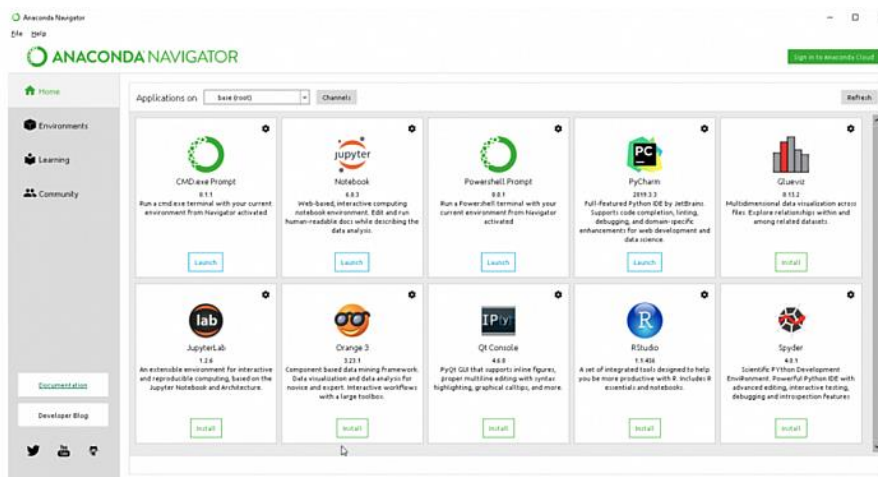 Anaconda Navigator
File Help
ANACONDA NAVIGATOR
Sign in to Anaconda Cloud
Home
Environments
Learning
Community
Documentation
Developer Blog
You
Tube
Applications on base (root) Channels
Refresh
CMD.exe Prompt
0.1.1
Run a cmd.exe terminal with your current
environment from Navigator activated
Launch
jupyter
Notebook
6.0.3
Web-based, interactive computing
notebook environment. Edit and run
human-readable docs while describing the
data analysis.
Launch
Powershell Prompt
0.0.1
Run a Powershell terminal with your
current environment from Navigator
activated
Launch
PC
PyCharm
2019.3.3
Full-featured Python IDE by JetBrains.
Supports code completion, linting,
debugging, and domain-specific
enhancements for web development and
data science.
Launch
Glueviz
0.15.2
Multidimensional data visualization across
files. Explore relationships within and
among related datasets.
Install
lab
JupyterLab
1.2.6
An extensible environment for interactive
and reproducible computing, based on the
Jupyter Notebook and Architecture.
Install
Orange 3
3.23.1
Component based data mining framework.
Data visualization and data analysis for
novice and expert. Interactive workflows
with a large toolbox.
Install
IP[y]:
Qt Console
4.6.0
PyQt GUI that supports inline figures,
proper multiline editing with syntax
highlighting, graphical calltips, and more.
Install
R
RStudio
1.1.456
A set of integrated tools designed to help
you be more productive with R. Includes R
essentials and notebooks.
Install
Spyder
4.0.1
Scientific PYthon Development
EnviRonment. Powerful Python IDE with
advanced editing, interactive testing,
debugging and introspection features
Install